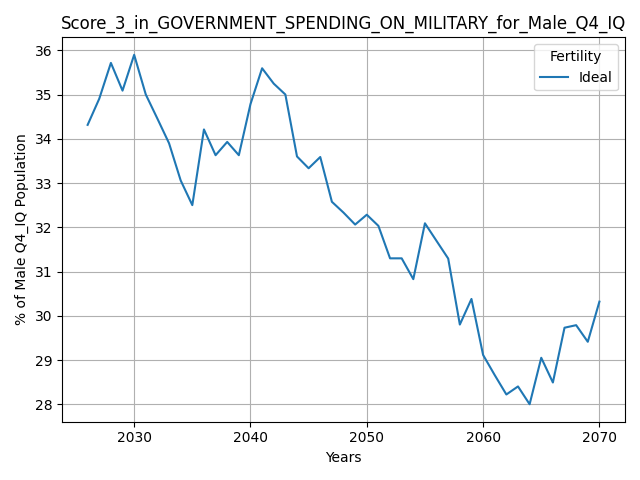 Score_3_in_GOVERNMENT_SPENDING_ON_MILITARY_for_Male_Q4_IQ
Fertility
Ideal
% of Male Q4_IQ Population
36
35
34
33
32
31
30
29
28
2030
2040
2050
2060
2070
Years